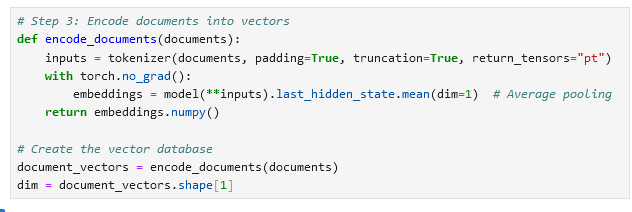 # Step 3: Encode documents into vectors
def encode_documents(documents):
    inputs = tokenizer(documents, padding=True, truncation=True, return_tensors="pt")
    with torch.no_grad():
        embeddings = model(**inputs).last_hidden_state.mean(dim=1)  # Average pooling
    return embeddings.numpy()

# Create the vector database
document_vectors = encode_documents(documents)
dim = document_vectors.shape[1]